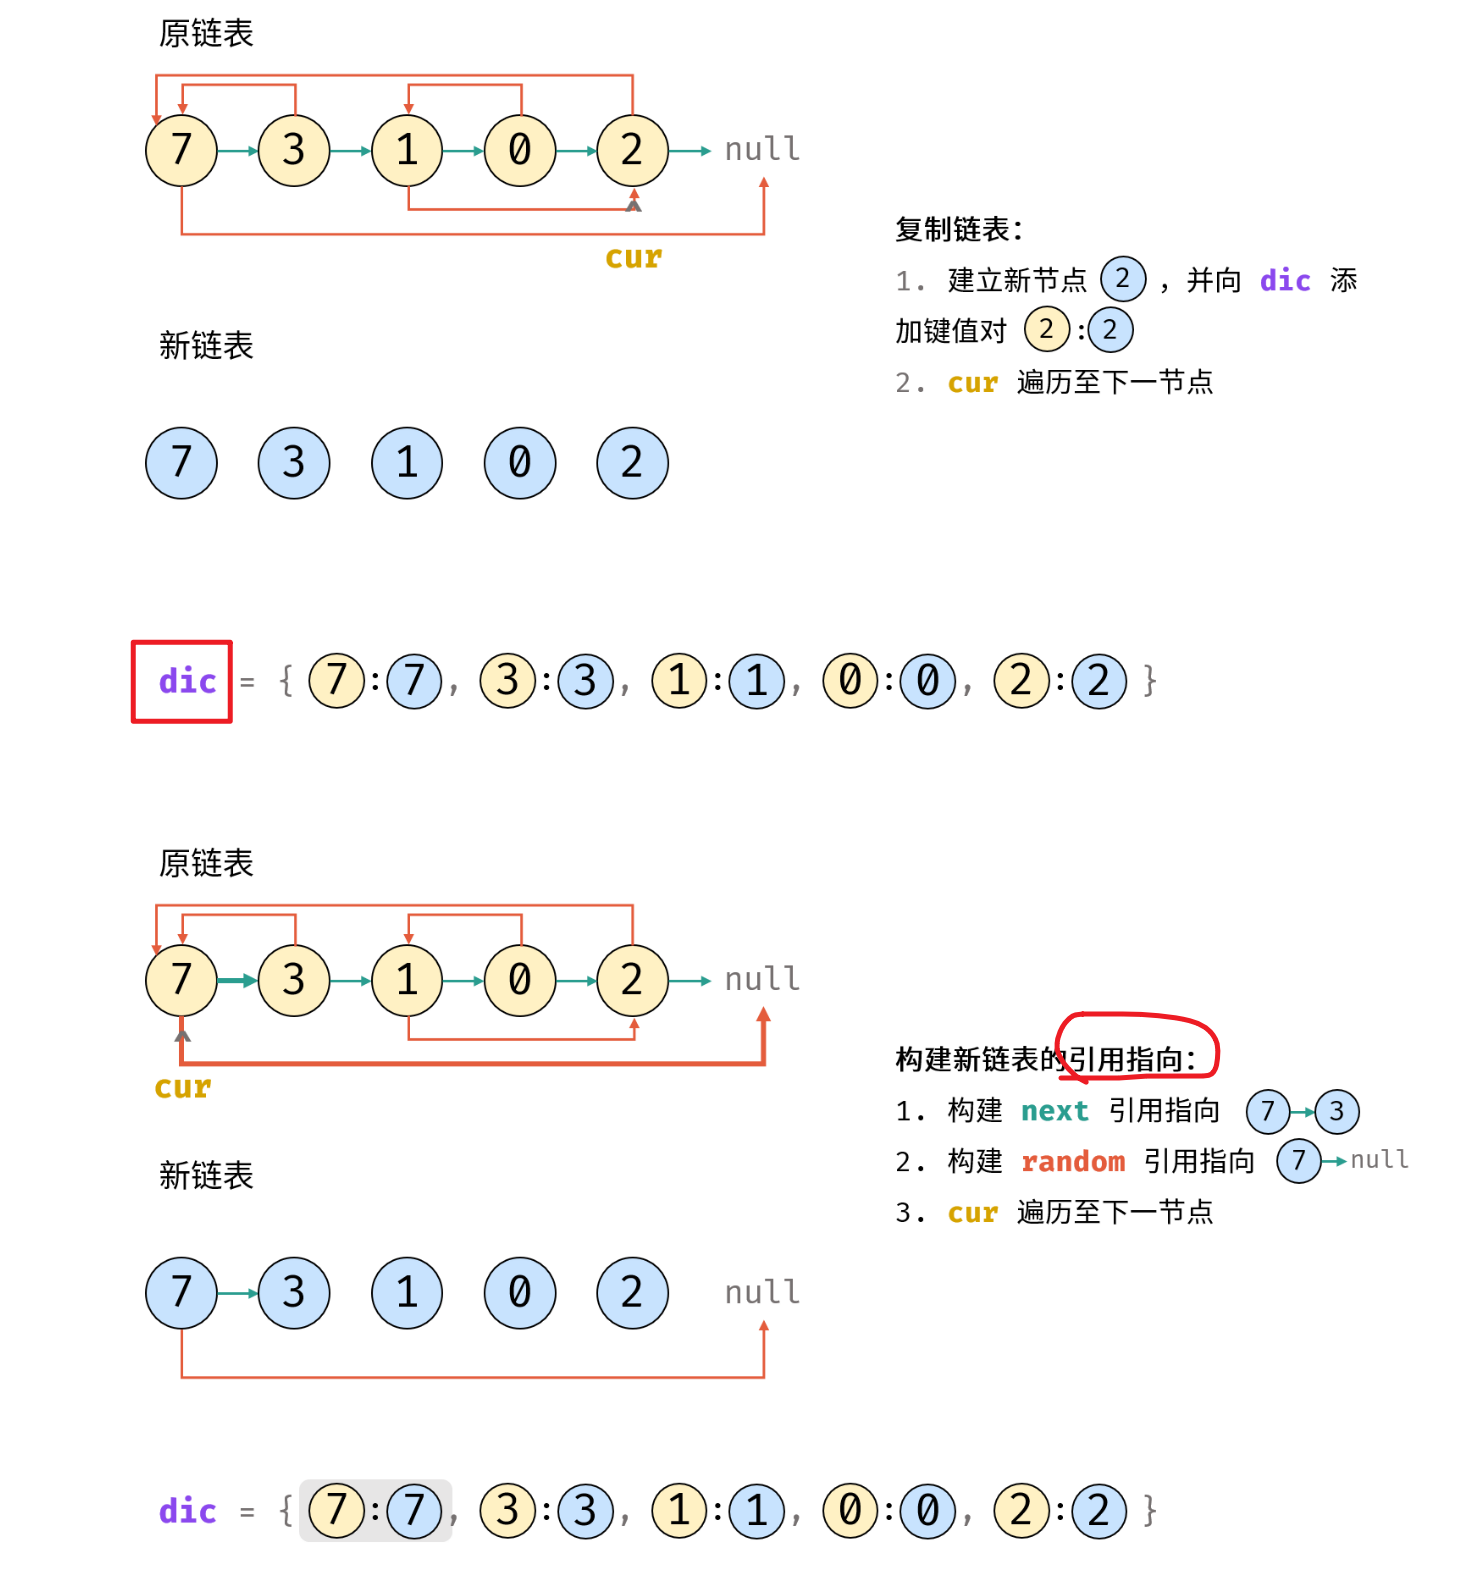 原链表
7 3 1 0 2 null
cur
复制链表：
1. 建立新节点 2 ，并向 dic 添
加键值对 2 : 2
2. cur 遍历至下一节点
新链表
7 3 1 0 2
dic = { 7 : 7 , 3 : 3 , 1 : 1 , 0 : 0 , 2 : 2 }
原链表
7 3 1 0 2 null
cur
构建新链表的引用指向：
1. 构建 next 引用指向 7 3
2. 构建 random 引用指向 7 null
3. cur 遍历至下一节点
新链表
7 3 1 0 2 null
dic = { 7 : 7 , 3 : 3 , 1 : 1 , 0 : 0 , 2 : 2 }